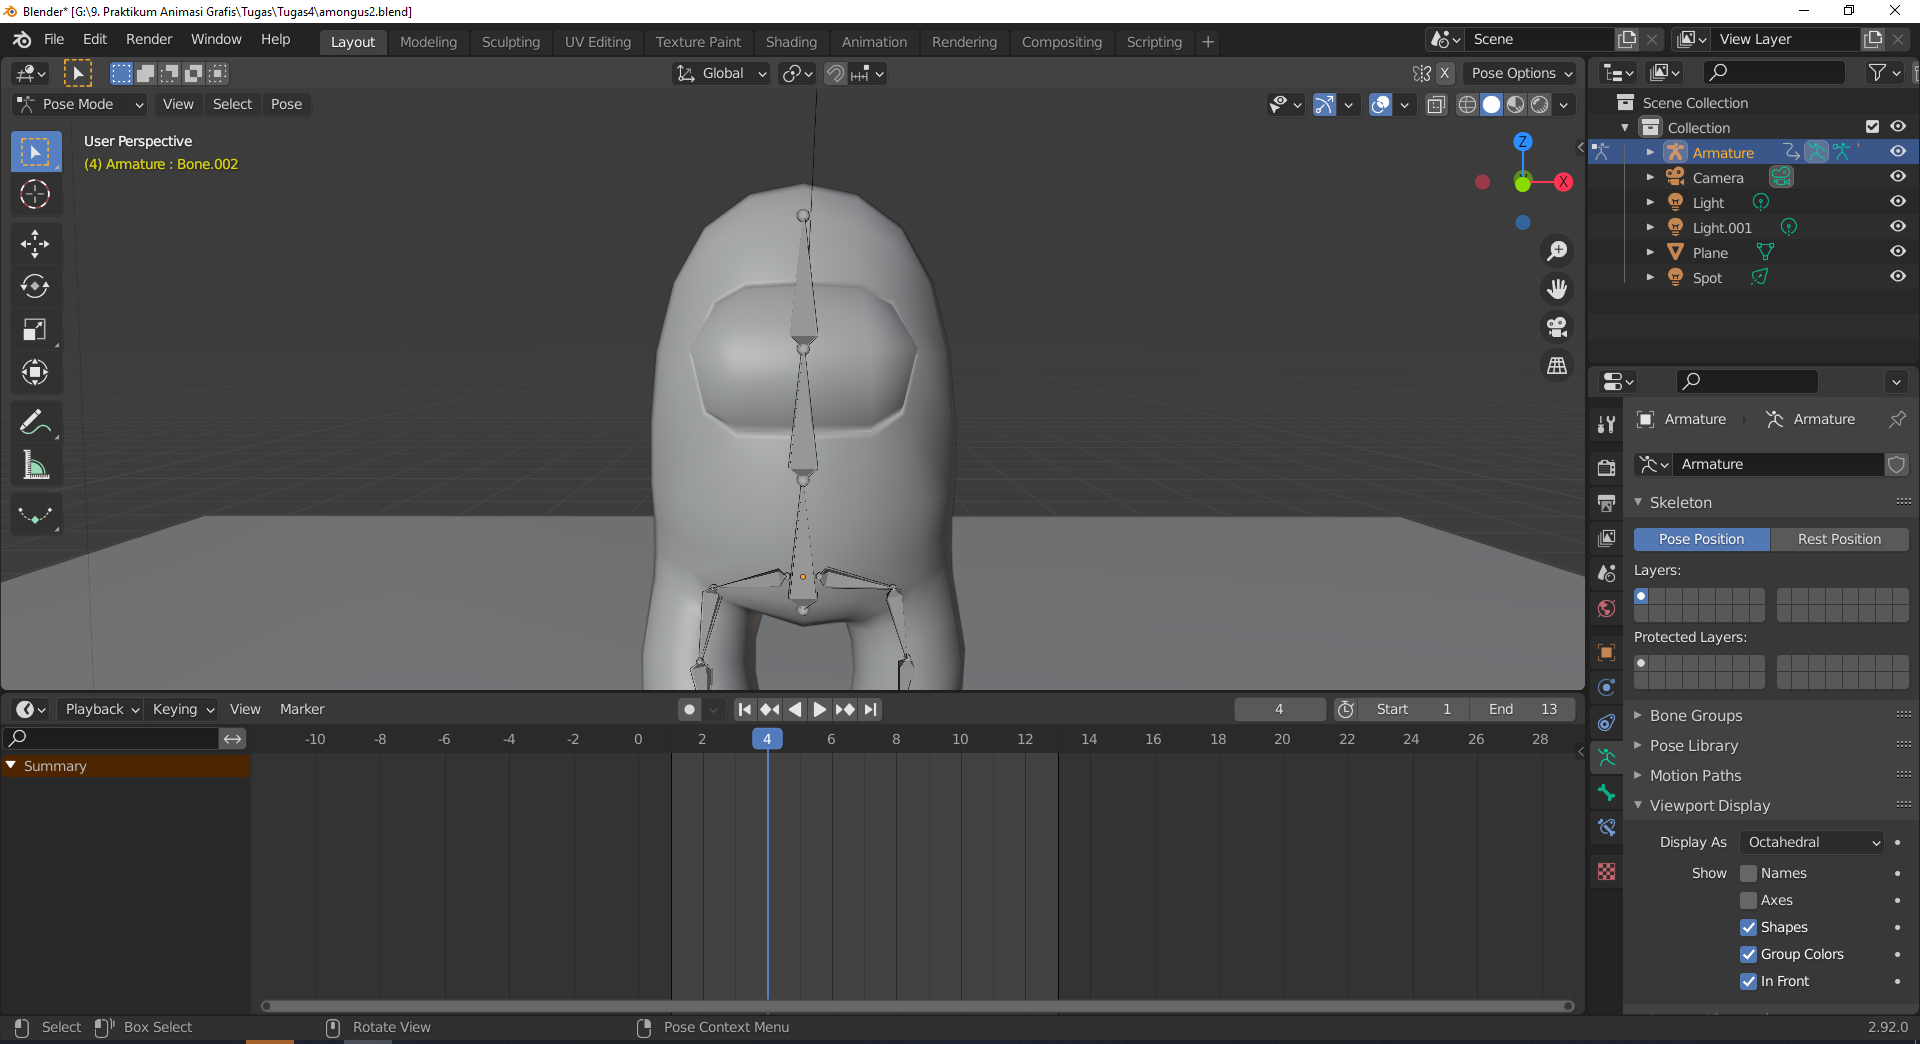 Blender* [G:\9. Praktikum Animasi Grafis\Tugas\Tugas4\amongus2.blend]
File Edit Render Window Help Layout Modeling Sculpting UV Editing Texture Paint Shading Animation Rendering Compositing Scripting + Scene View Layer
Global X Pose Options
Pose Mode View Select Pose
User Perspective
(4) Armature : Bone.002
Z
X
Scene Collection
Collection
Armature
Camera
Light
Light.001
Plane
Spot
Armature Armature
Armature
Skeleton
Pose Position Rest Position
Layers:
Protected Layers:
Bone Groups
Pose Library
Motion Paths
Viewport Display
Display As Octahedral
Show Names
Axes
Shapes
Group Colors
In Front
Playback Keying View Marker 4 Start 1 End 13
-10 -8 -6 -4 -2 0 2 4 6 8 10 12 14 16 18 20 22 24 26 28
Summary
Select Box Select Rotate View Pose Context Menu 2.92.0